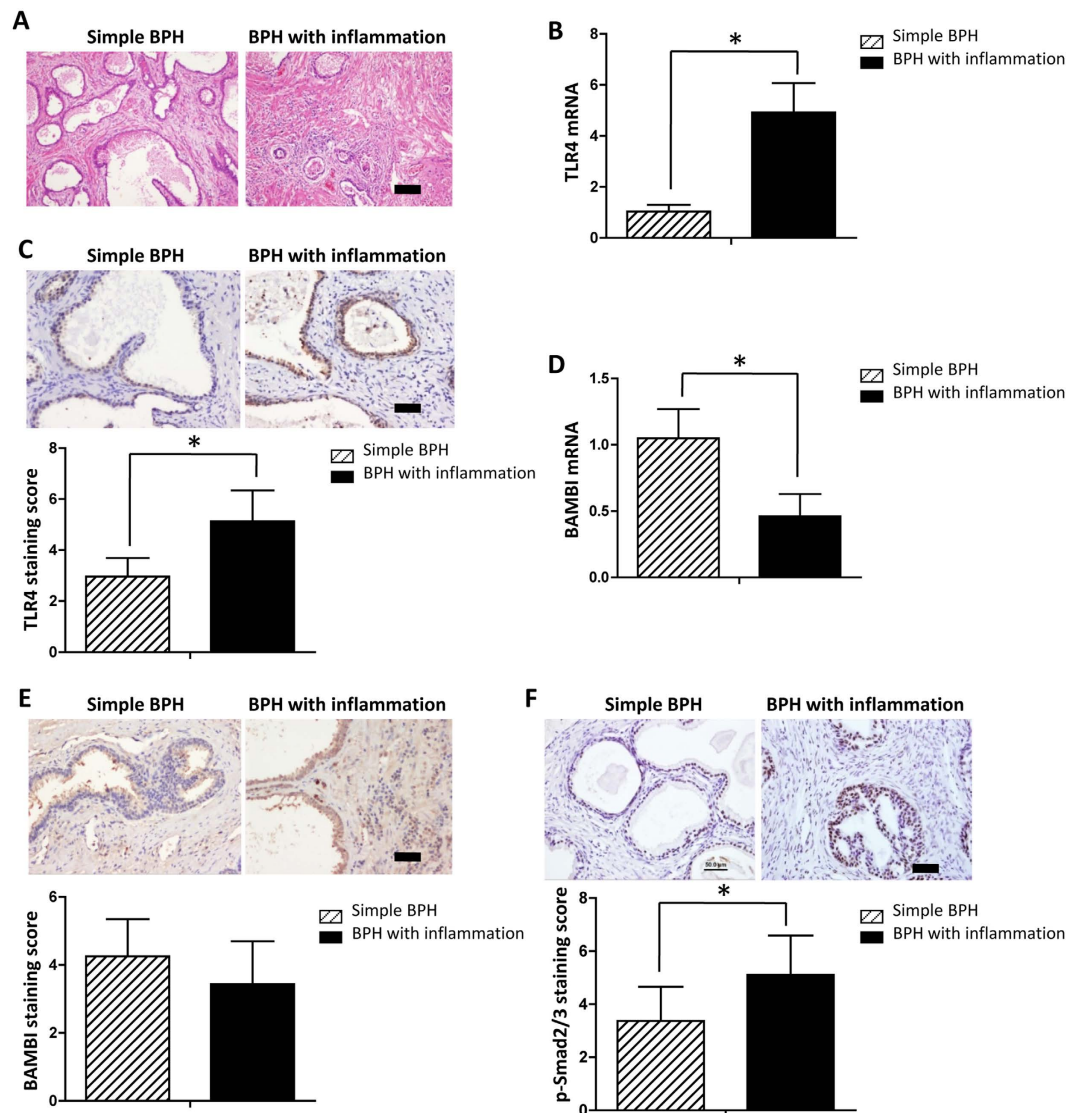 A
Simple BPH
BPH with inflammation
B
TLR4 mRNA
8
6
4
2
0
*
Simple BPH
BPH with inflammation
C
Simple BPH
BPH with inflammation
TLR4 staining score
8
6
4
2
0
*
Simple BPH
BPH with inflammation
D
BAMBI mRNA
1.5
1.0
0.5
0.0
*
Simple BPH
BPH with inflammation
E
Simple BPH
BPH with inflammation
BAMBI staining score
6
4
2
0
Simple BPH
BPH with inflammation
F
Simple BPH
BPH with inflammation
50.0 µm
p-Smad2/3 staining score
8
6
4
2
0
*
Simple BPH
BPH with inflammation